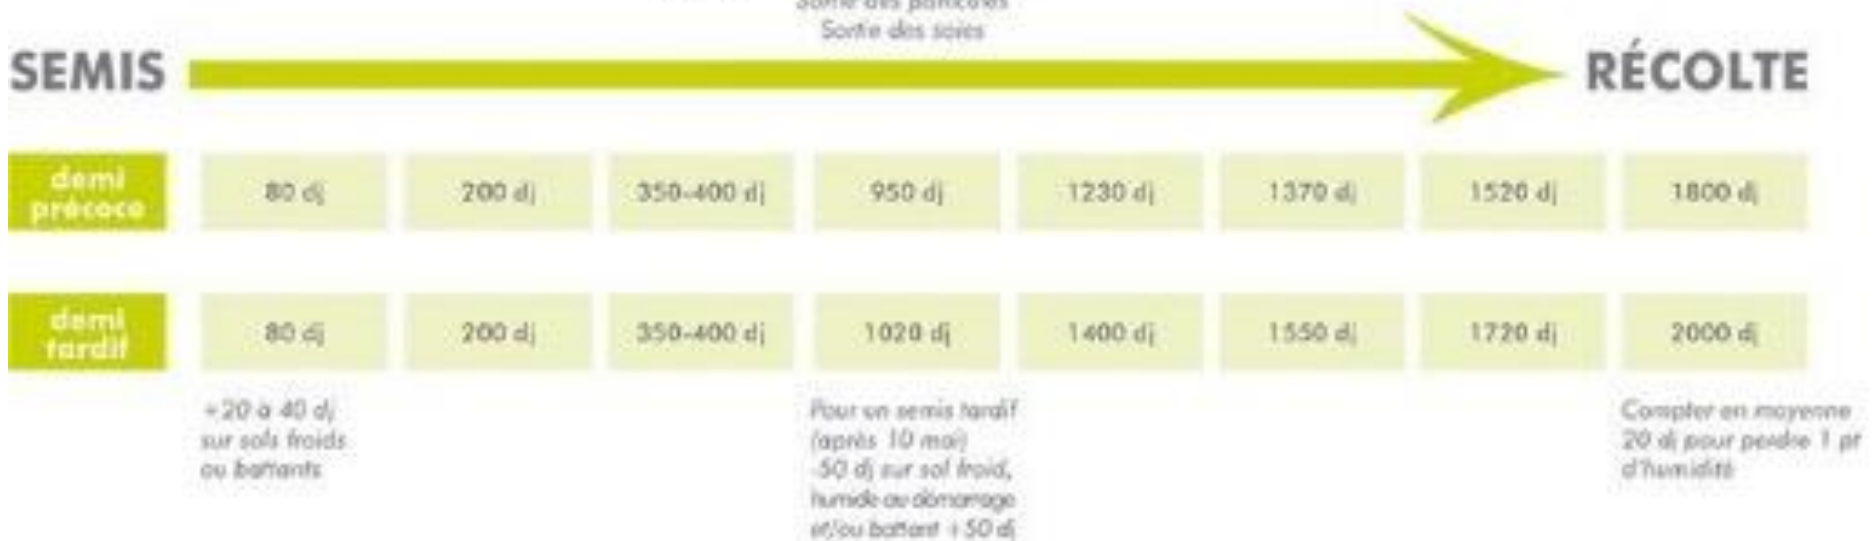 Sortie des panicules
Sortie des soies
SEMIS
RÉCOLTE
demi
précoce
80 dj
200 dj
350-400 dj
950 dj
1230 dj
1370 dj
1520 dj
1800 dj
demi
tardif
80 dj
200 dj
350-400 dj
1020 dj
1400 dj
1550 dj
1720 dj
2000 dj
+20 à 40 dj
sur sols froids
ou battants
Pour un semis tardif
(après 10 mai)
-50 dj sur sol froid,
humide au démarrage
et/ou battant +50 dj
Compter en moyenne
20 dj pour perdre 1 pt
d'humidité